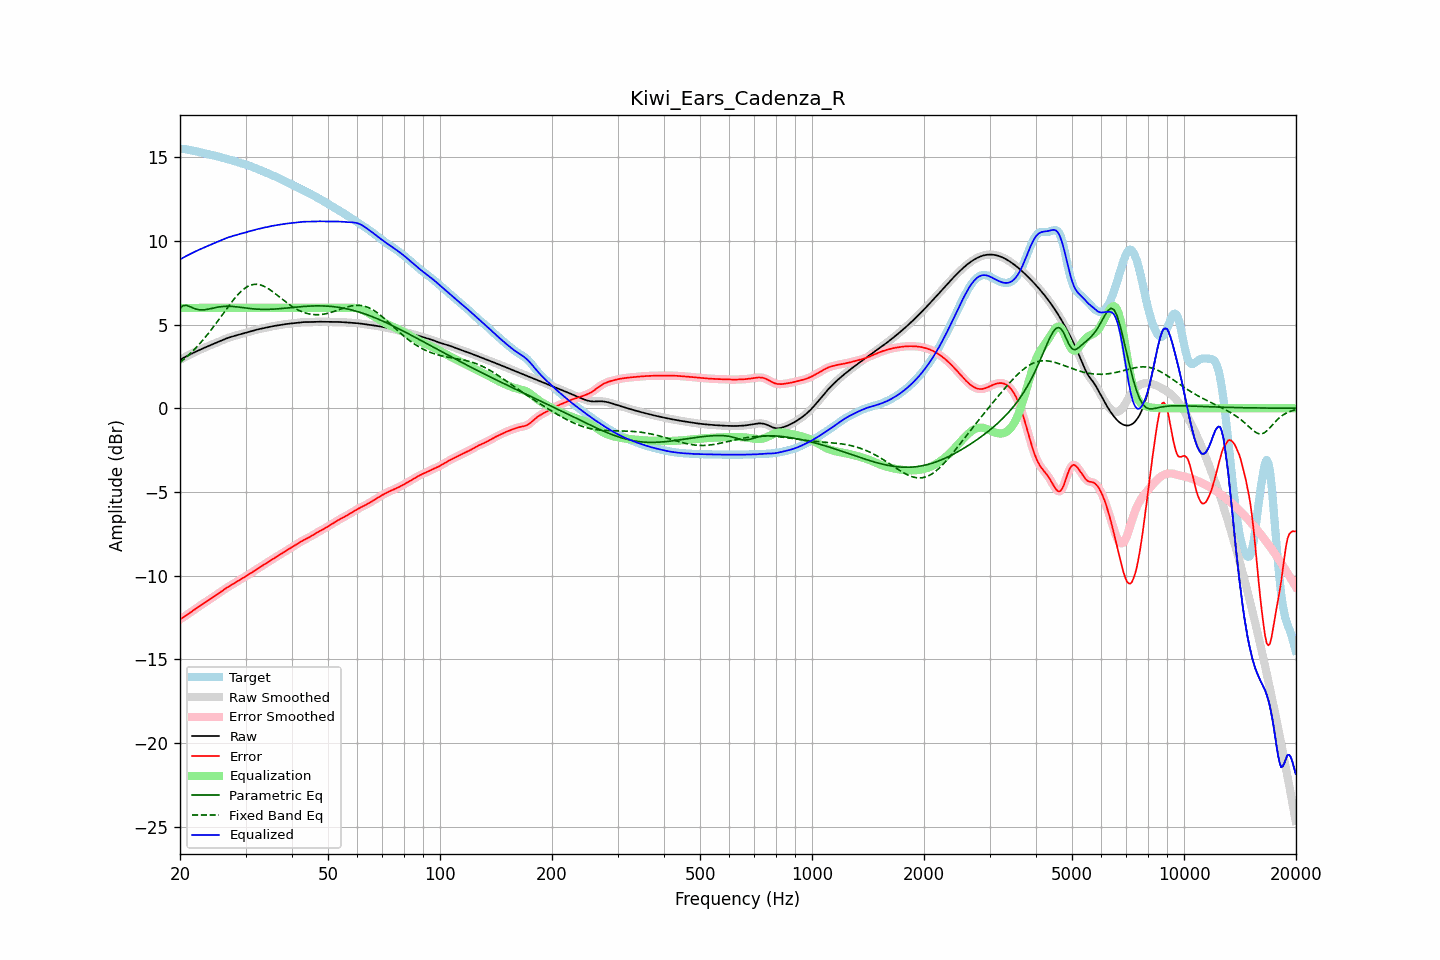 Kiwi_Ears_Cadenza_R
Amplitude (dBr)
15
10
5
0
−5
−10
−15
−20
−25
Target
Raw Smoothed
Error Smoothed
Raw
Error
Equalization
Parametric Eq
Fixed Band Eq
Equalized
20
50
100
200
500
1000
2000
5000
10000
20000
Frequency (Hz)